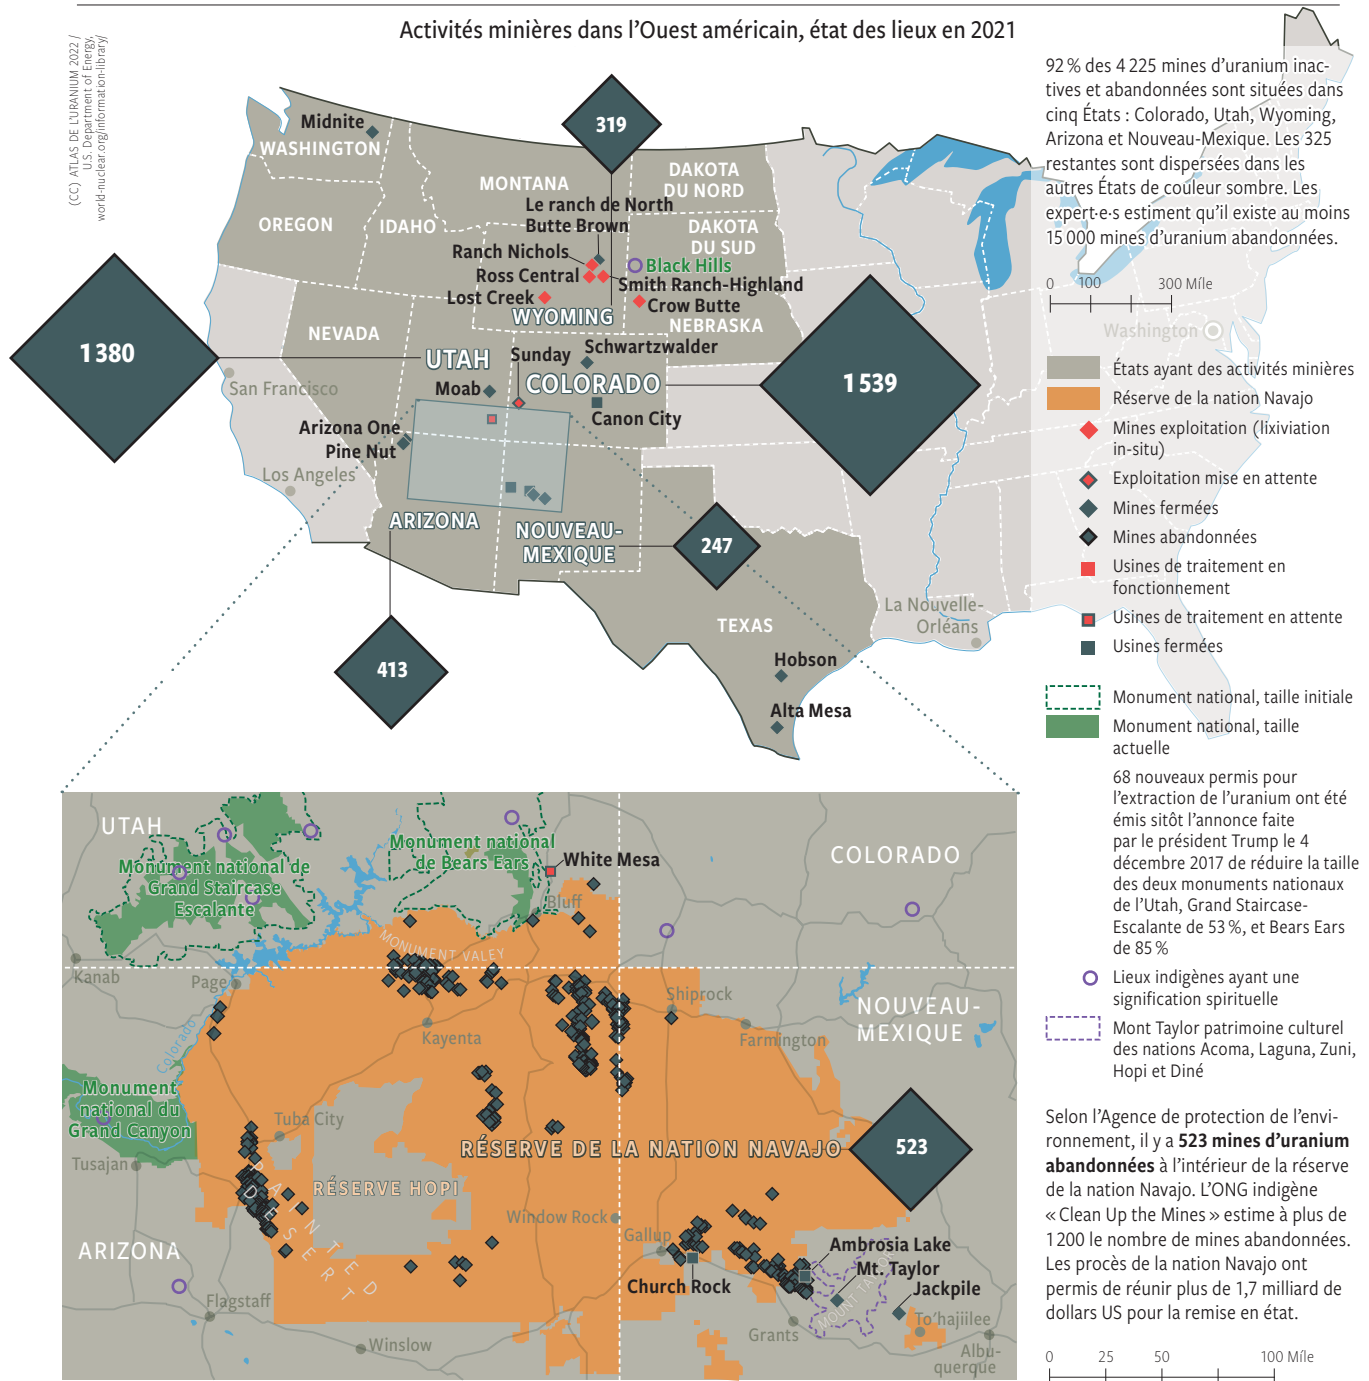 Activités minières dans l’Ouest américain, état des lieux en 2021
(CC) ATLAS DE L’URANIUM 2022 /
U.S. Department of Energy,
world-nuclear.org/information-library/
92 % des 4 225 mines d’uranium inac-
tives et abandonnées sont situées dans
cinq États : Colorado, Utah, Wyoming,
Arizona et Nouveau-Mexique. Les 325
restantes sont dispersées dans les
autres États de couleur sombre. Les
expert·e·s estiment qu’il existe au moins
15 000 mines d’uranium abandonnées.
0 100 300 Mile
Washington
319
Midnite
WASHINGTON
MONTANA
DAKOTA
DU NORD
OREGON
IDAHO
Le ranch de North
Butte Brown
DAKOTA
DU SUD
Ranch Nichols
Black Hills
Ross Central
Smith Ranch-Highland
Lost Creek
Crow Butte
WYOMING
NEBRASKA
NEVADA
1 380
UTAH
Sunday
Schwartzwalder
COLORADO
1 539
San Francisco
Moab
Canon City
Arizona One
Pine Nut
Los Angeles
ARIZONA
NOUVEAU-
MEXIQUE
247
413
TEXAS
La Nouvelle-
Orléans
Hobson
Alta Mesa
États ayant des activités minières
Réserve de la nation Navajo
Mines exploitation (lixiviation
in-situ)
Exploitation mise en attente
Mines fermées
Mines abandonnées
Usines de traitement en
fonctionnement
Usines de traitement en attente
Usines fermées
Monument national, taille initiale
Monument national, taille
actuelle
68 nouveaux permis pour
l’extraction de l’uranium ont été
émis sitôt l’annonce faite
par le président Trump le 4
décembre 2017 de réduire la taille
des deux monuments nationaux
de l’Utah, Grand Staircase-
Escalante de 53 %, et Bears Ears
de 85 %
Lieux indigènes ayant une
signification spirituelle
Mont Taylor patrimoine culturel
des nations Acoma, Laguna, Zuni,
Hopi et Diné
Selon l’Agence de protection de l’envi-
ronnement, il y a 523 mines d’uranium
abandonnées à l’intérieur de la réserve
de la nation Navajo. L’ONG indigène
« Clean Up the Mines » estime à plus de
1 200 le nombre de mines abandonnées.
Les procès de la nation Navajo ont
permis de réunir plus de 1,7 milliard de
dollars US pour la remise en état.
0 25 50 100 Mile
UTAH
Monument national de
Grand Staircase
Escalante
Monument national
de Bears Ears
White Mesa
COLORADO
Bluff
MONUMENT VALEY
Kanab
Page
Shiprock
NOUVEAU-
MEXIQUE
Kayenta
Farmington
Colorado
Monument
national du
Grand Canyon
Tuba City
RÉSERVE DE LA NATION NAVAJO
523
Tusajan
RÉSERVE HOPI
PAINTED
DESERT
Window Rock
Gallup
ARIZONA
Ambrosia Lake
Mt. Taylor
Church Rock
Jackpile
MOUNT TAYLOR
Flagstaff
To’hajiilee
Grants
Winslow
Albu-
querque